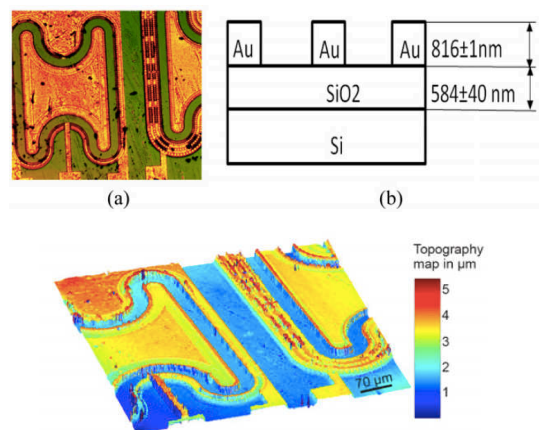 Au Au Au 816±1nm
SiO2 584±40 nm
Si
(a) (b)
Topography
map in µm
5
4
3
2
1
70 µm